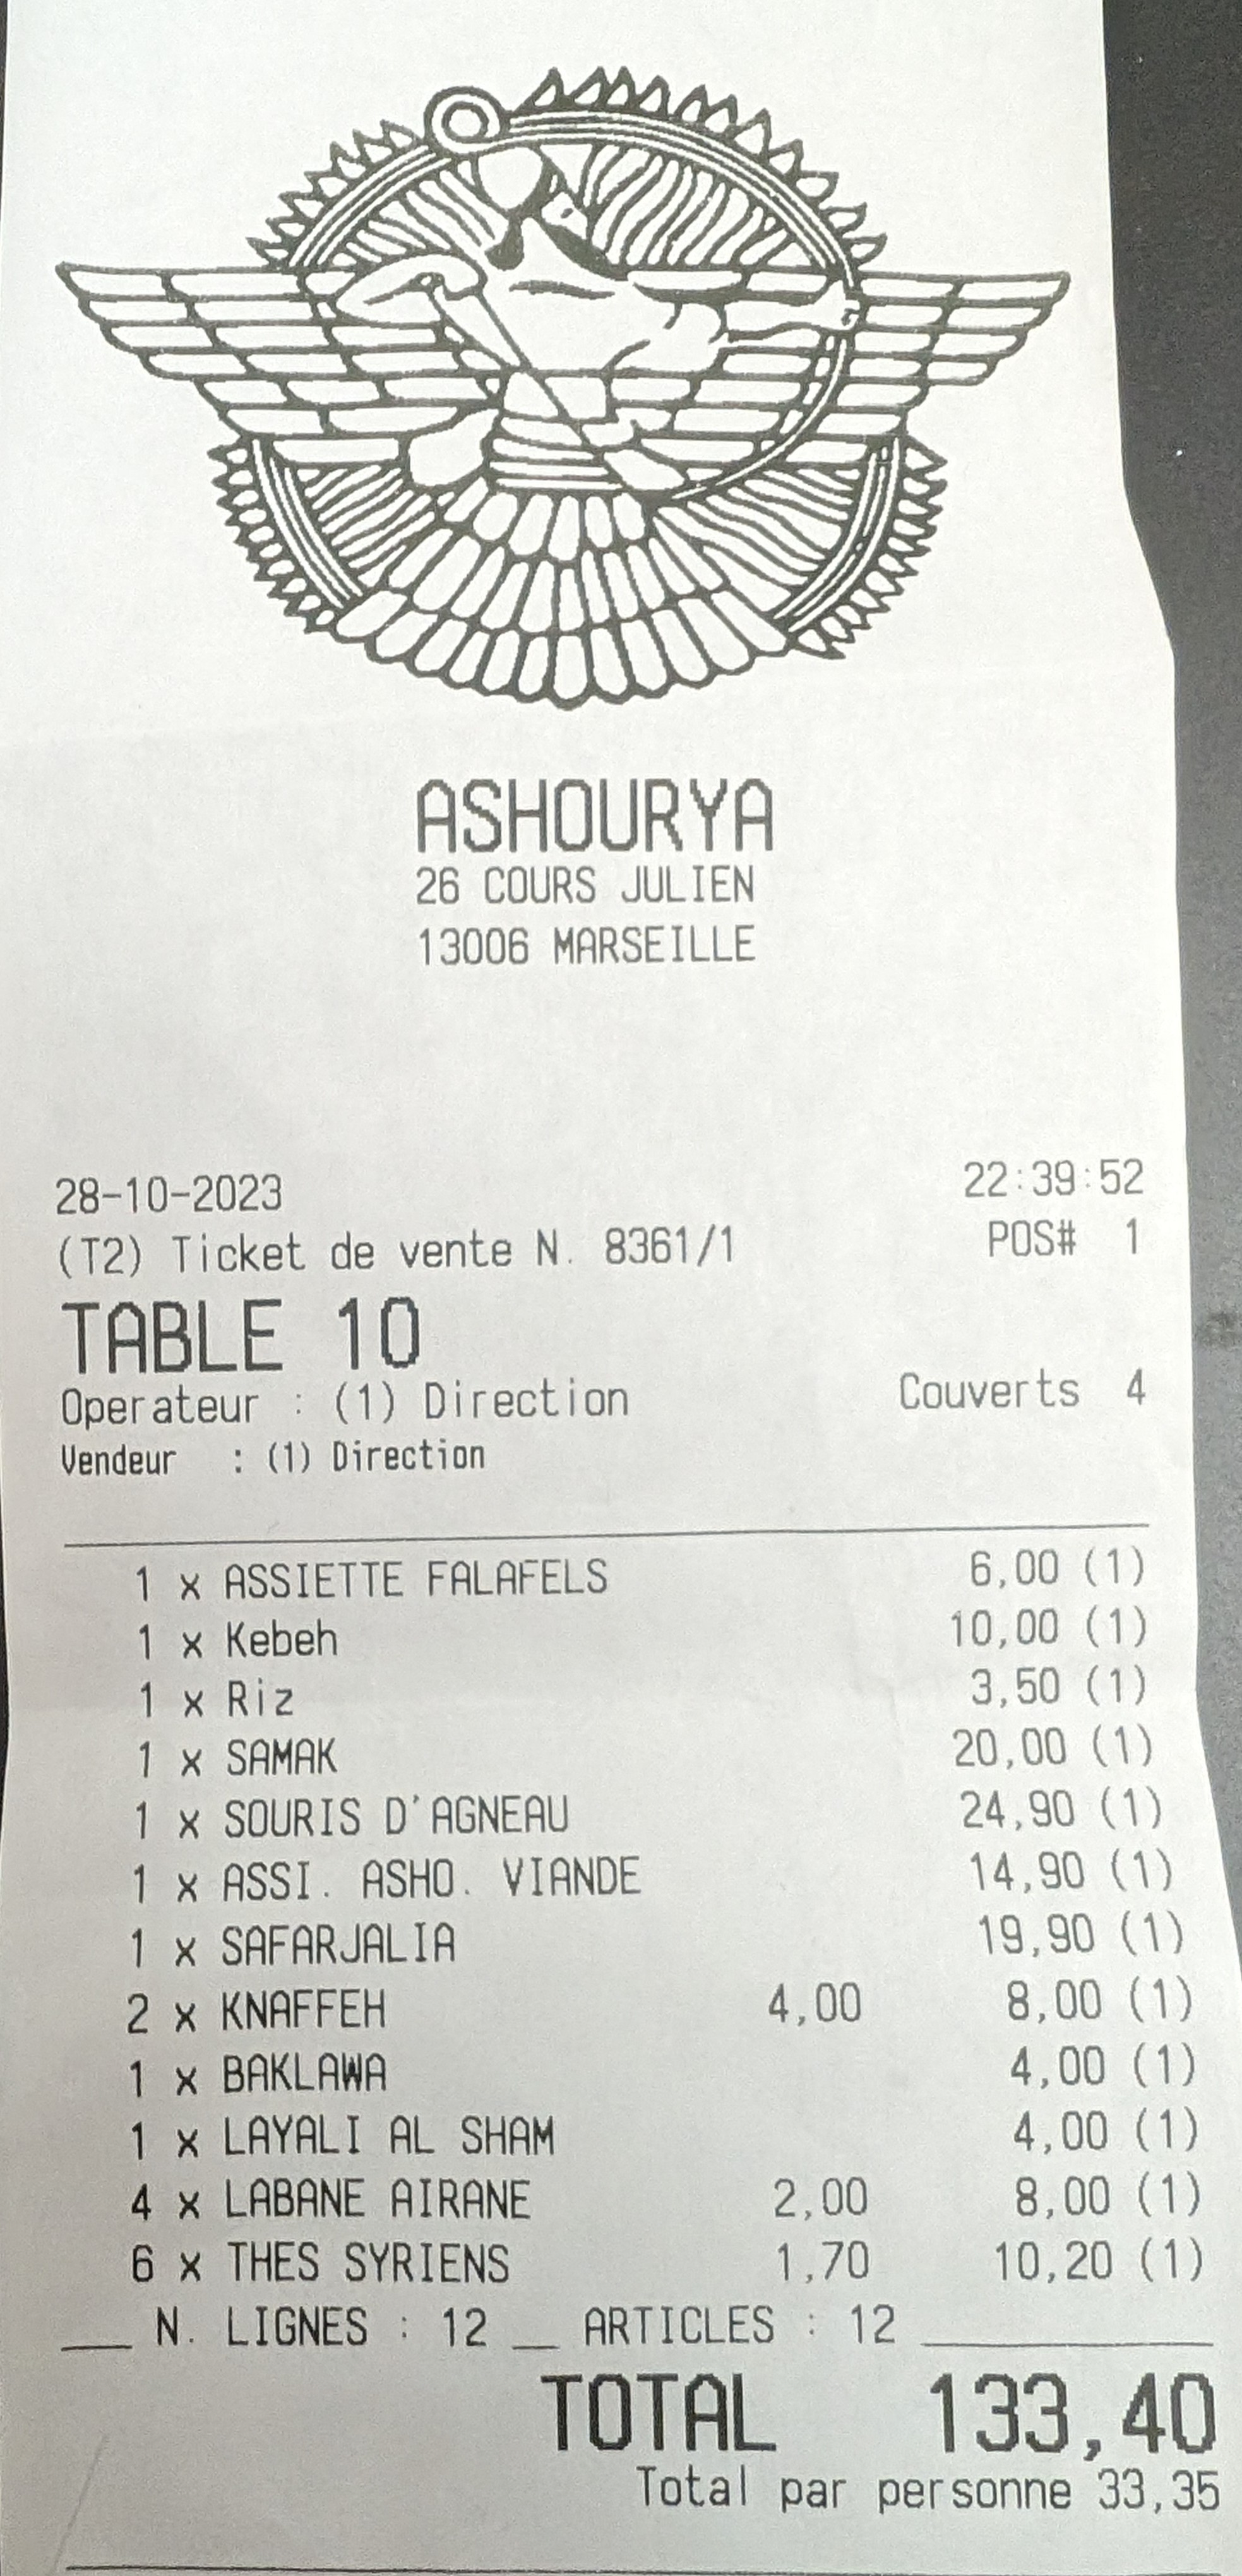 ASHOURYA
26 COURS JULIEN
13006 MARSEILLE
28-10-2023 22:39:52
(T2) Ticket de vente N. 8361/1 POS# 1
TABLE 10
Operateur : (1) Direction Couverts 4
Vendeur : (1) Direction
1 x ASSIETTE FALAFELS 6,00 (1)
1 x Kebeh 10,00 (1)
1 x Riz 3,50 (1)
1 x SAMAK 20,00 (1)
1 x SOURIS D'AGNEAU 24,90 (1)
1 x ASSI. ASHO. VIANDE 14,90 (1)
1 x SAFARJALIA 19,90 (1)
2 x KNAFFEH 4,00 8,00 (1)
1 x BAKLAWA 4,00 (1)
1 x LAYALI AL SHAM 4,00 (1)
4 x LABANE AIRANE 2,00 8,00 (1)
6 x THES SYRIENS 1,70 10,20 (1)
__ N. LIGNES : 12 __ ARTICLES : 12 __
TOTAL 133,40
Total par personne 33,35